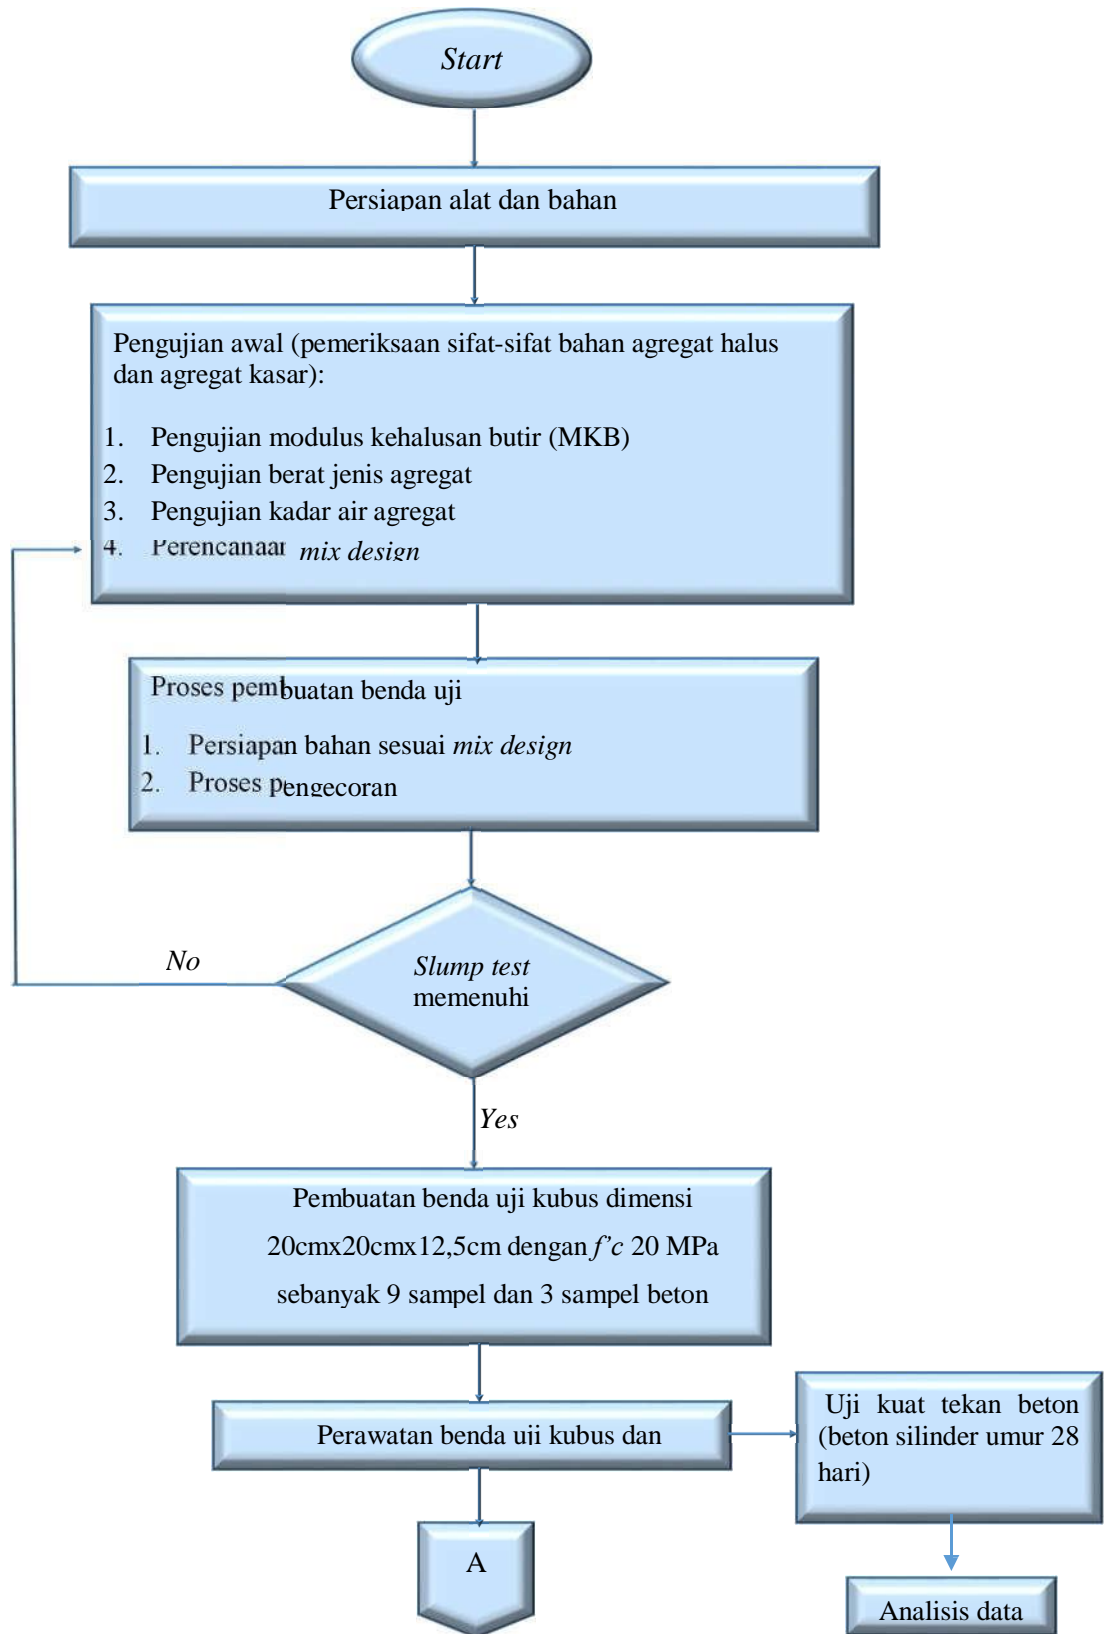 Start
Persiapan alat dan bahan
Pengujian awal (pemeriksaan sifat-sifat bahan agregat halus
dan agregat kasar):
1. Pengujian modulus kehalusan butir (MKB)
2. Pengujian berat jenis agregat
3. Pengujian kadar air agregat
4. Perencanaan mix design
Proses pembuatan benda uji
1. Persiapan bahan sesuai mix design
2. Proses pengecoran
No
Slump test
memenuhi
Yes
Pembuatan benda uji kubus dimensi
20cmx20cmx12,5cm dengan f'c 20 MPa
sebanyak 9 sampel dan 3 sampel beton
Perawatan benda uji kubus dan
Uji kuat tekan beton
(beton silinder umur 28
hari)
A
Analisis data